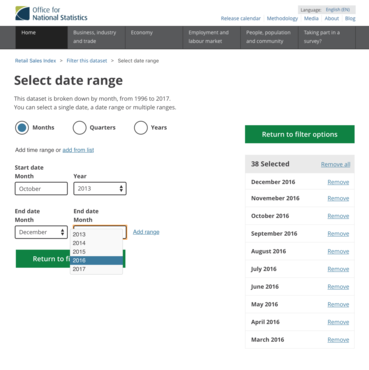 Office for
National Statistics
Language: English (EN)
Release calendar Methodology Media About Blog
Home
Business, industry
and trade
Economy
Employment and
labour market
People, population
and community
Taking part in a
survey?
Retail Sales Index > Filter this dataset > Select date range
Select date range
This dataset is broken down by month, from 1996 to 2017.
You can select a single date, a date range or multiple ranges.
Months Quarters Years
Add time range or add from list
Start date
Month Year
October 2013
End date End date
Month Month
December Add range
2013
2014
2015
2016
2017
Return to fi
Return to filter options
38 Selected Remove all
December 2016 Remove
Novemeber 2016 Remove
October 2016 Remove
September 2016 Remove
August 2016 Remove
July 2016 Remove
June 2016 Remove
May 2016 Remove
April 2016 Remove
March 2016 Remove